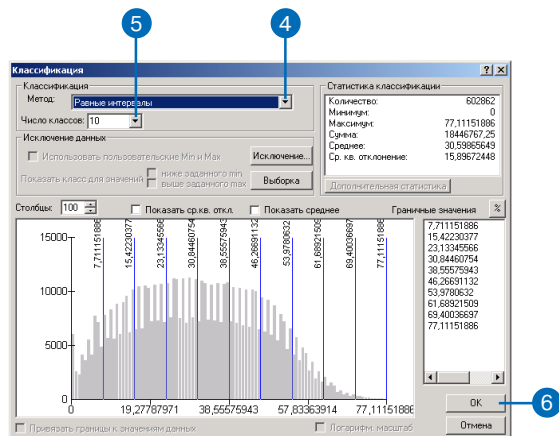 5
4
Классификация
Классификация
Метод: Равные интервалы
Число классов: 10
Исключение данных
Использовать пользовательские Min и Max
Исключение...
Показать класс для значений
ниже заданного min
выше заданного max
Выборка
Статистика классификации
Количество: 602862
Минимум: 0
Максимум: 77,11151886
Сумма: 18446767,25
Среднее: 30,59865649
Ср. кв. отклонение: 15,89672448
Дополнительная статистика
Столбцы: 100
Показать ср.кв. откл.
Показать среднее
Граничные значения
%
7,711151886
15,42230377
23,13345566
30,84460754
38,55575943
46,26691132
53,9780632
61,68921509
69,40036697
77,11151886
15000
10000
5000
0
0
19,27787971
38,55575943
57,83363914
77,11151886
7,711151886
15,42230377
23,13345566
30,84460754
38,55575943
46,26691132
53,9780632
61,68921509
69,40036697
77,11151886
OK
6
Отмена
Привязать границы к значениям данных
Логарифм. масштаб